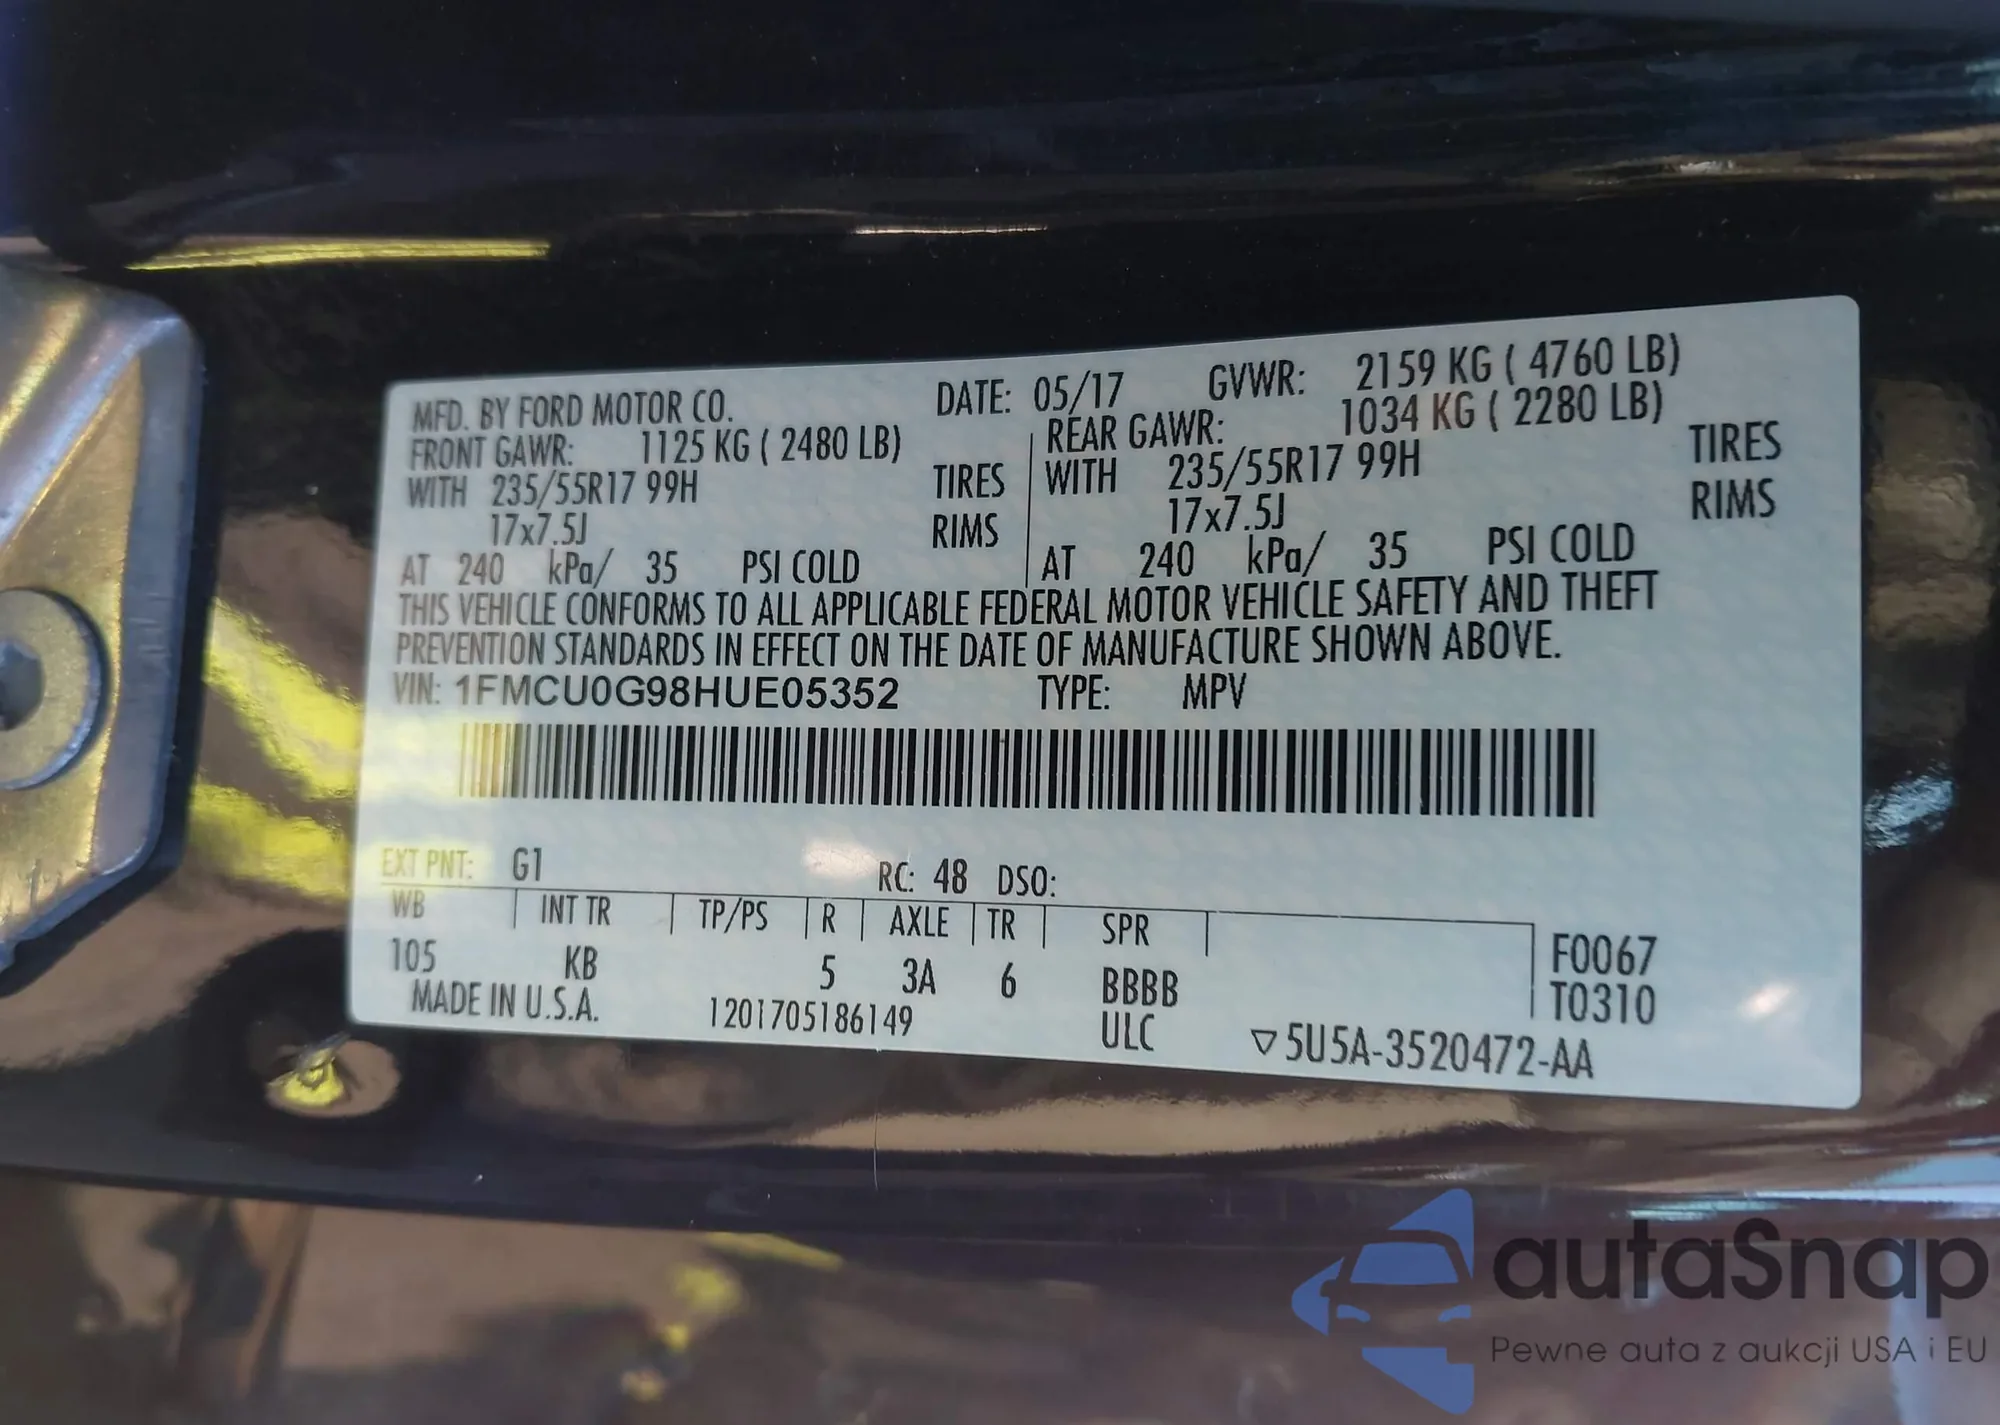 MFD. BY FORD MOTOR CO. DATE: 05/17 GVWR: 2159 KG ( 4760 LB)
FRONT GAWR: 1125 KG ( 2480 LB) REAR GAWR: 1034 KG ( 2280 LB)
WITH 235/55R17 99H TIRES WITH 235/55R17 99H TIRES
17x7.5J RIMS 17x7.5J RIMS
AT 240 kPa/ 35 PSI COLD AT 240 kPa/ 35 PSI COLD
THIS VEHICLE CONFORMS TO ALL APPLICABLE FEDERAL MOTOR VEHICLE SAFETY AND THEFT
PREVENTION STANDARDS IN EFFECT ON THE DATE OF MANUFACTURE SHOWN ABOVE.
VIN: 1FMCU0G98HUE05352 TYPE: MPV
EXT PNT: G1 RC: 48 DSO:
WB INT TR TP/PS R AXLE TR SPR
105 KB 5 3A 6 BBBB F0067
T0310
MADE IN U.S.A. 1201705186149 ULC ▽5U5A-3520472-AA
autaSnap
Pewne auta z aukcji USA i EU